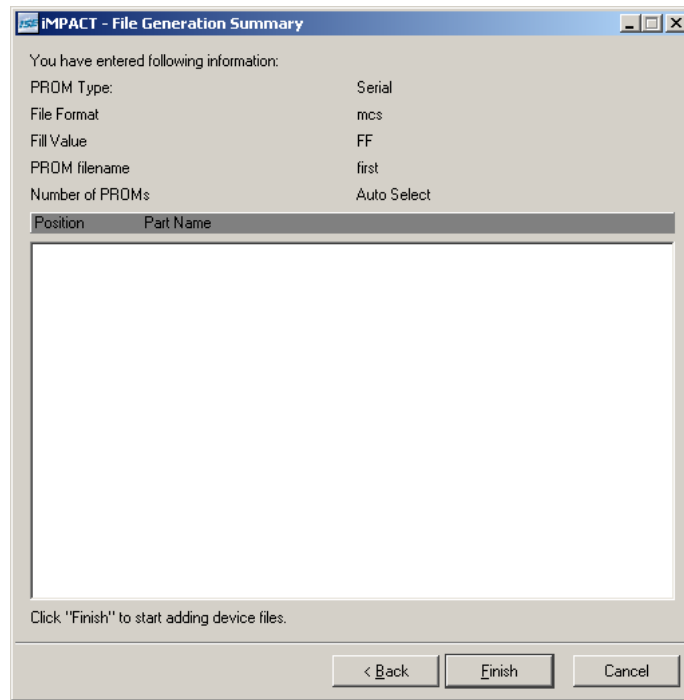 ISE iMPACT - File Generation Summary
You have entered following information:
PROM Type: Serial
File Format mcs
Fill Value FF
PROM filename first
Number of PROMs Auto Select
Position Part Name
Click "Finish" to start adding device files.
< Back Finish Cancel